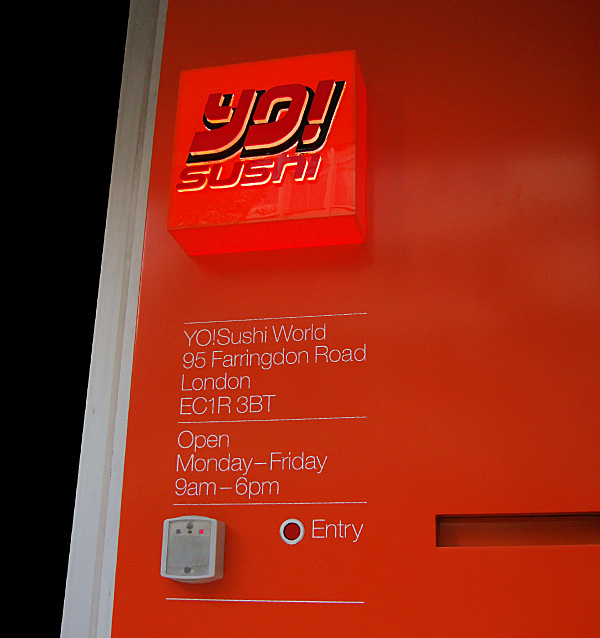 YO!
SUSHI
YO!Sushi World
95 Farringdon Road
London
EC1R 3BT
Open
Monday–Friday
9am–6pm
Entry